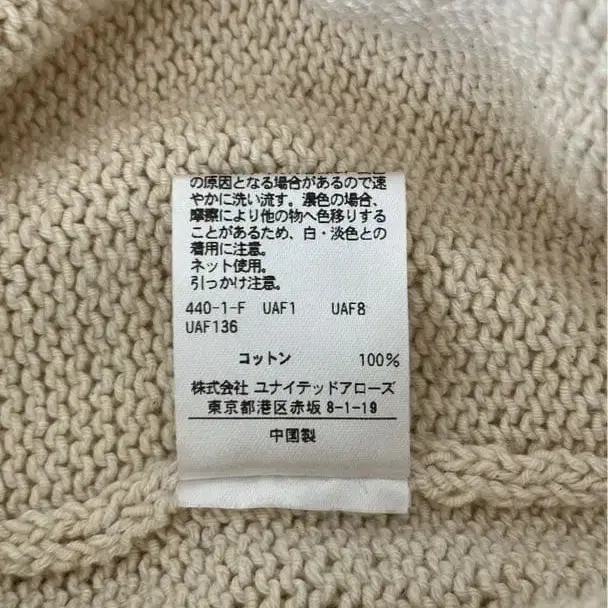 の原因となる場合があるので速
やかに洗い流す。濃色の場合、
摩擦により他の物へ色移りする
ことがあるため、白・淡色との
着用に注意。
ネット使用。
引っかけ注意。
440-1-F UAF1 UAF8
UAF136
コットン 100%
株式会社 ユナイテッドアローズ
東京都港区赤坂 8-1-19
中国製